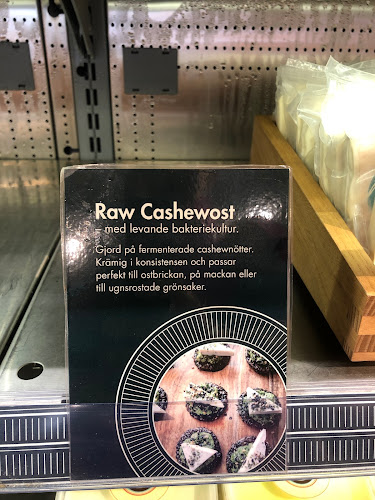 Raw Cashewost
– med levande bakteriekultur.
Gjord på fermenterade cashewnötter.
Krämig i konsistensen och passar
perfekt till ostbrickan, på mackan eller
till ugnsrostade grönsaker.